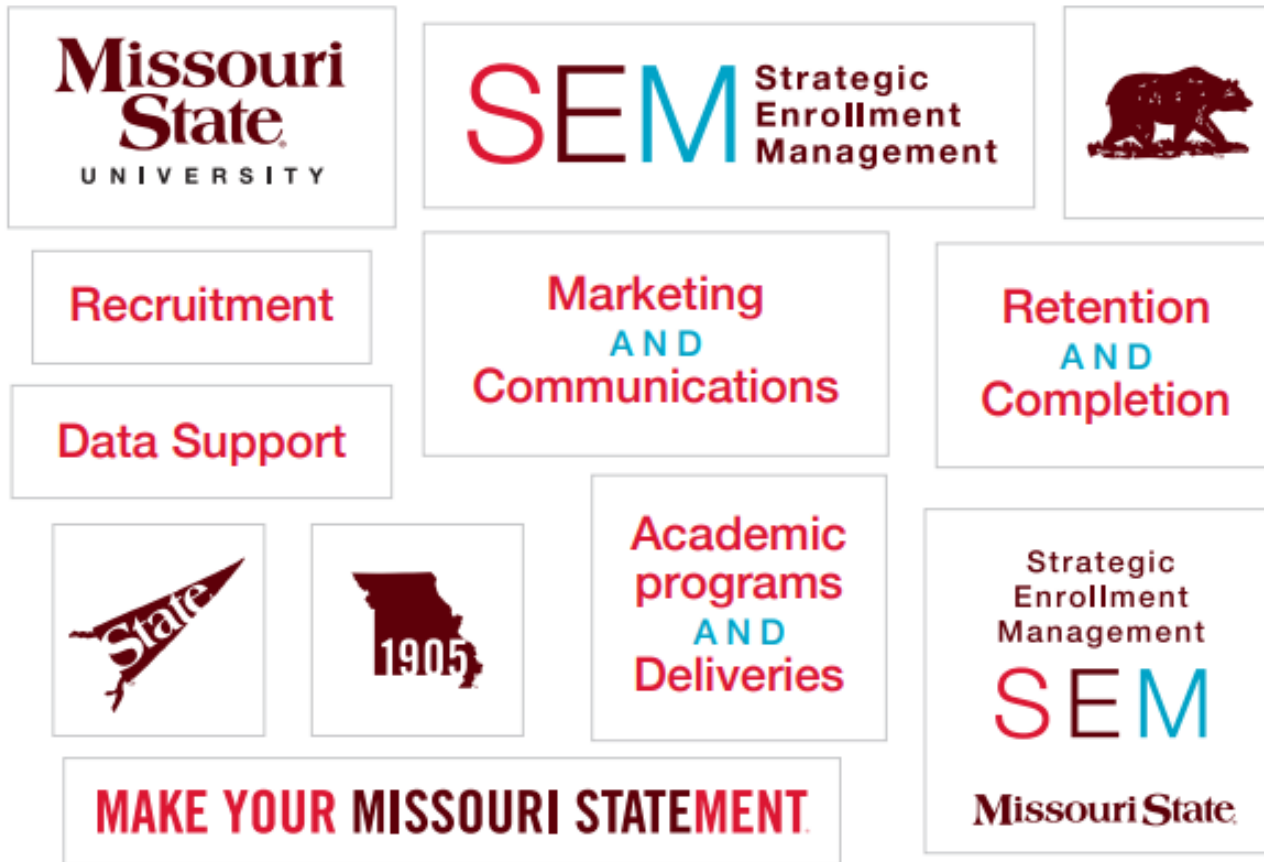 Missouri
State
UNIVERSITY
SEM
Strategic
Enrollment
Management
Recruitment
Marketing
AND
Communications
Retention
AND
Completion
Data Support
State
1905
Academic
programs
AND
Deliveries
Strategic
Enrollment
Management
SEM
Missouri State
MAKE YOUR MISSOURI STATEMENT